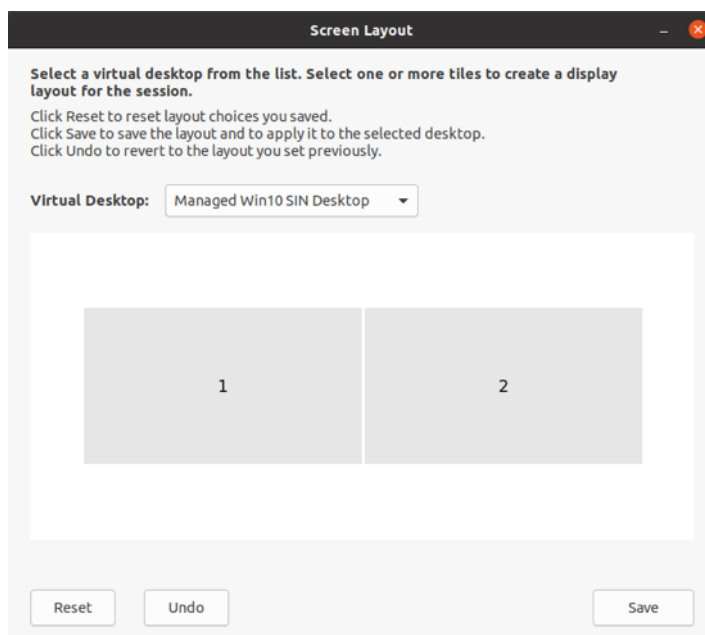 Screen Layout
Select a virtual desktop from the list. Select one or more tiles to create a display
layout for the session.
Click Reset to reset layout choices you saved.
Click Save to save the layout and to apply it to the selected desktop.
Click Undo to revert to the layout you set previously.
Virtual Desktop: Managed Win10 SIN Desktop
1 2
Reset Undo Save